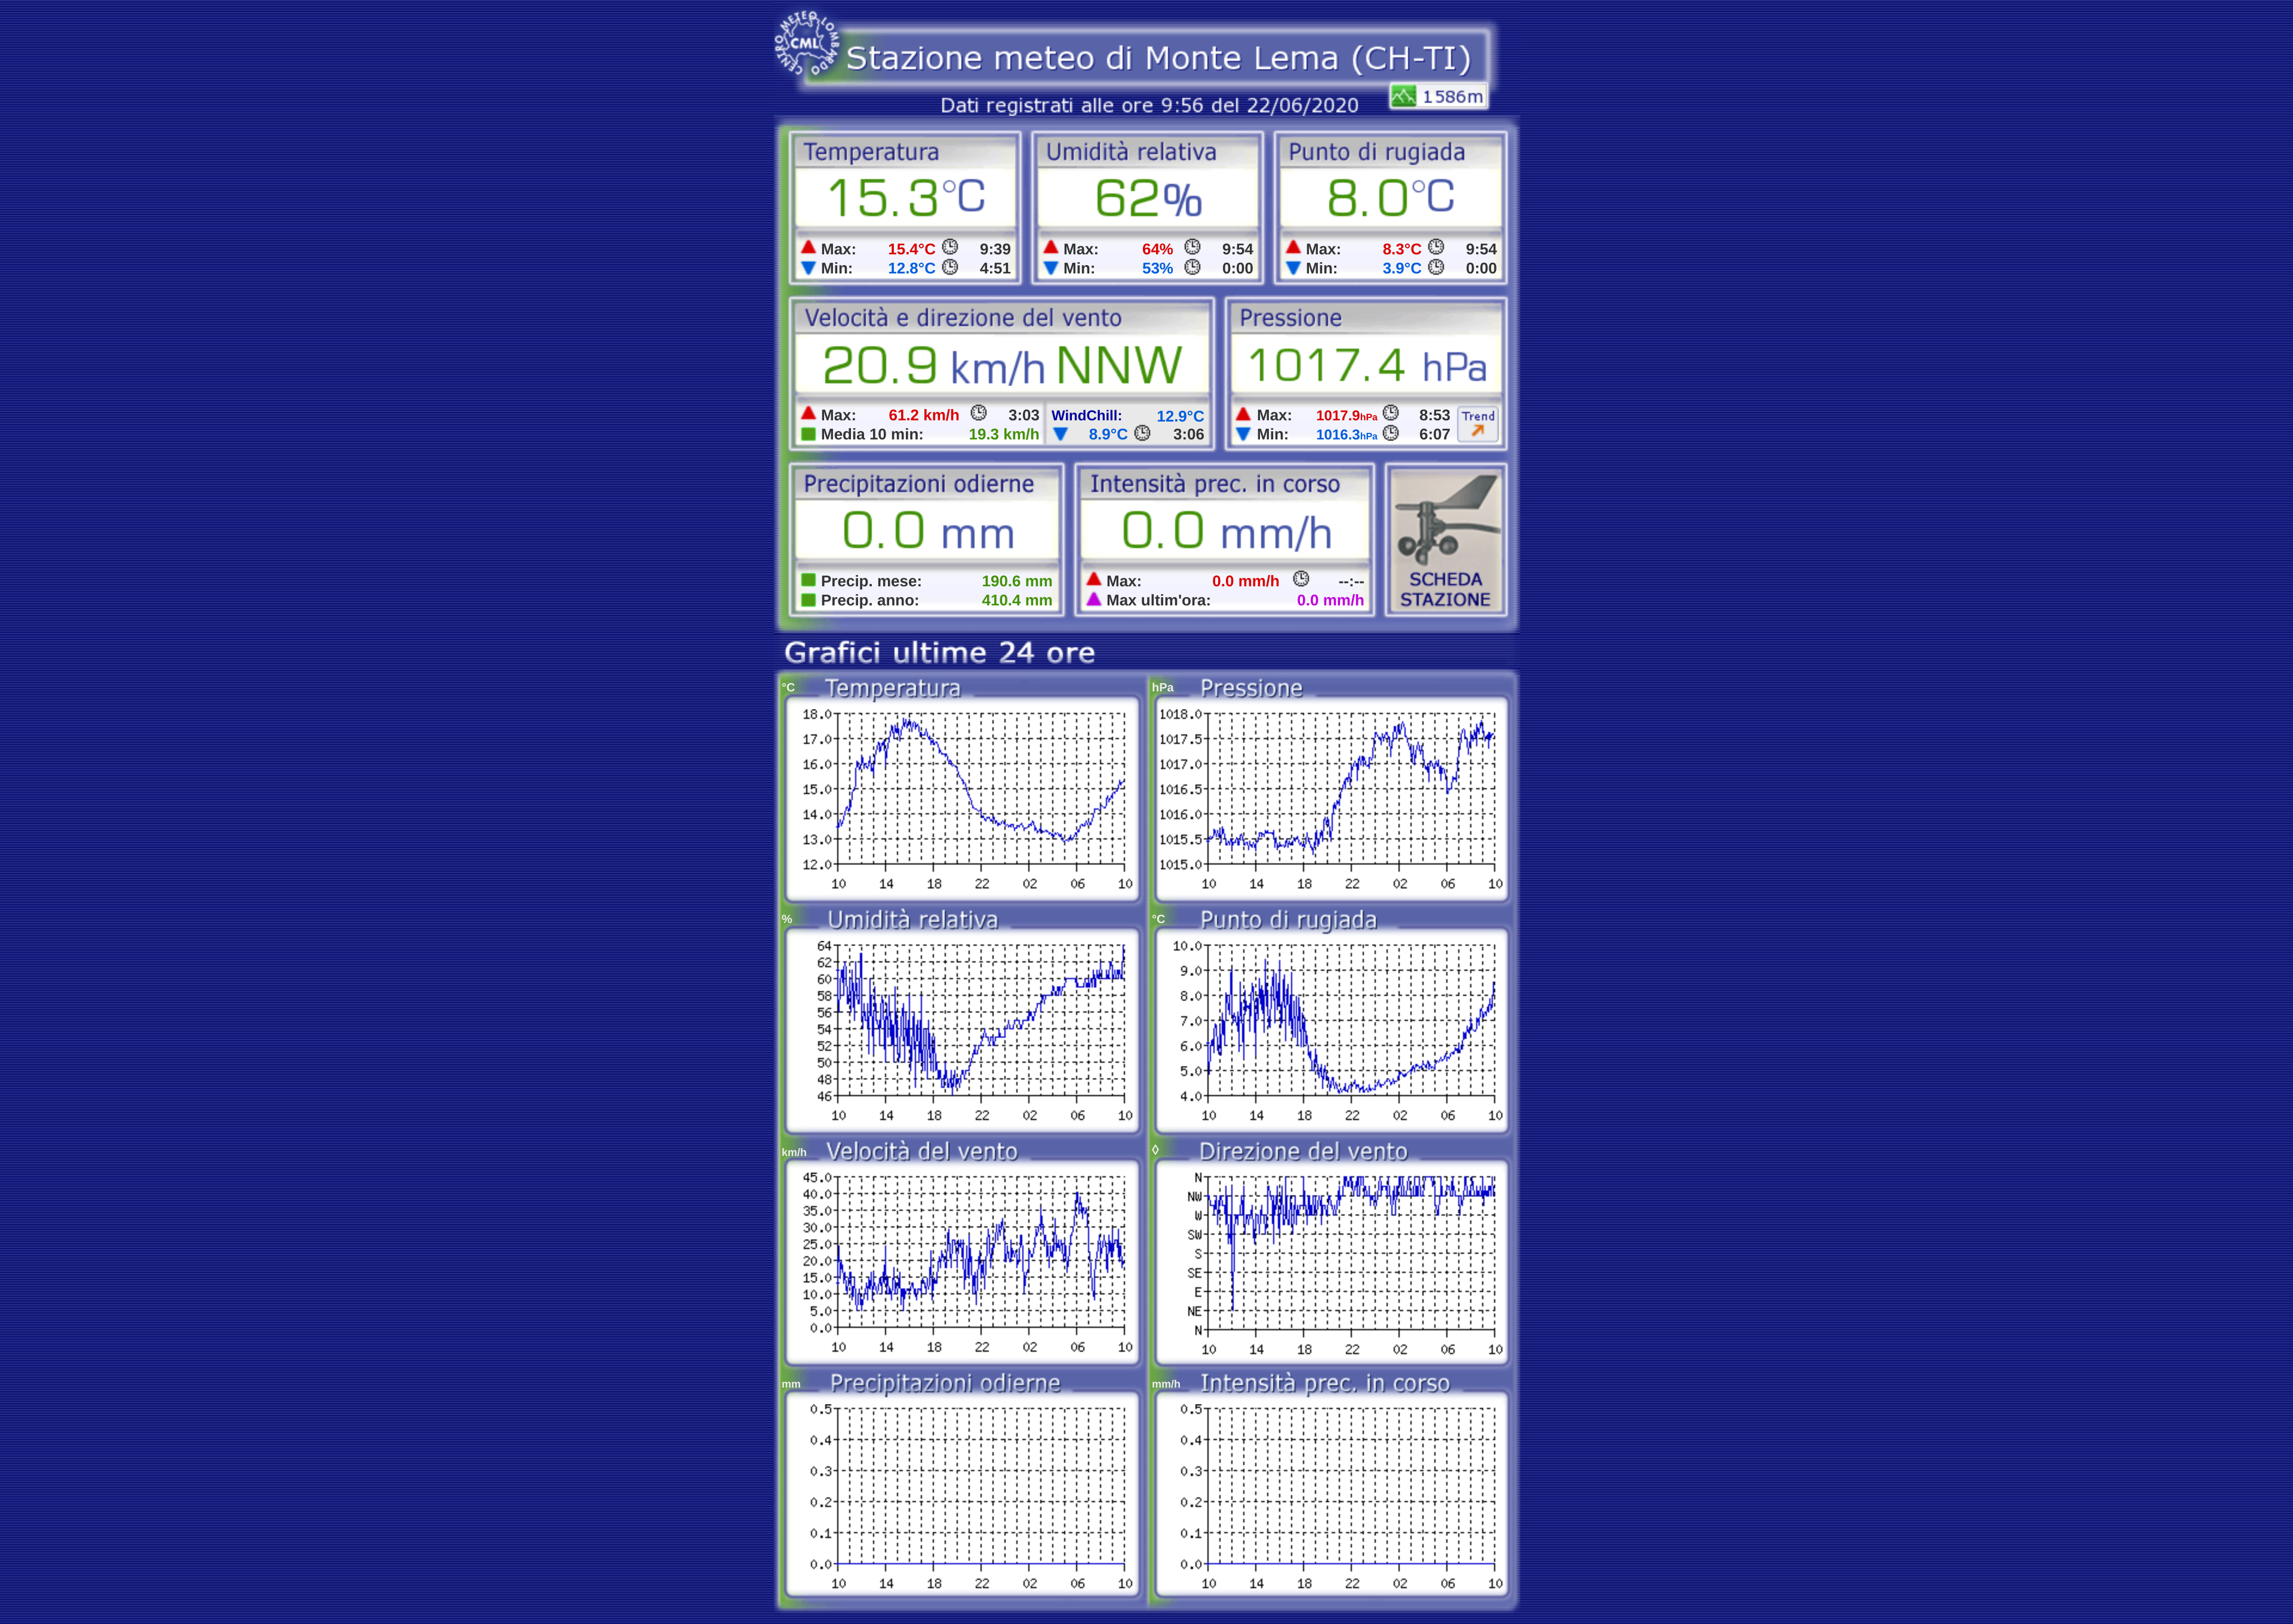 CENTRO METEO LOMBARDO
CML
Stazione meteo di Monte Lema (CH-TI)
Dati registrati alle ore 9:56 del 22/06/2020
1586m
Temperatura
15.3°C
Max: 15.4°C 9:39
Min: 12.8°C 4:51
Umidità relativa
62%
Max: 64% 9:54
Min: 53% 0:00
Punto di rugiada
8.0°C
Max: 8.3°C 9:54
Min: 3.9°C 0:00
Velocità e direzione del vento
20.9 km/h NNW
Max: 61.2 km/h 3:03
Media 10 min: 19.3 km/h
WindChill: 12.9°C
8.9°C 3:06
Pressione
1017.4 hPa
Max: 1017.9hPa 8:53
Min: 1016.3hPa 6:07
Trend
Precipitazioni odierne
0.0 mm
Precip. mese: 190.6 mm
Precip. anno: 410.4 mm
Intensità prec. in corso
0.0 mm/h
Max: 0.0 mm/h --:--
Max ultim'ora: 0.0 mm/h
SCHEDA
STAZIONE
Grafici ultime 24 ore
°C Temperatura
18.0
17.0
16.0
15.0
14.0
13.0
12.0
10 14 18 22 02 06 10
hPa Pressione
1018.0
1017.5
1017.0
1016.5
1016.0
1015.5
1015.0
10 14 18 22 02 06 10
% Umidità relativa
64
62
60
58
56
54
52
50
48
46
10 14 18 22 02 06 10
°C Punto di rugiada
10.0
9.0
8.0
7.0
6.0
5.0
4.0
10 14 18 22 02 06 10
km/h Velocità del vento
45.0
40.0
35.0
30.0
25.0
20.0
15.0
10.0
5.0
0.0
10 14 18 22 02 06 10
◊ Direzione del vento
N
NW
W
SW
S
SE
E
NE
N
10 14 18 22 02 06 10
mm Precipitazioni odierne
0.5
0.4
0.3
0.2
0.1
0.0
10 14 18 22 02 06 10
mm/h Intensità prec. in corso
0.5
0.4
0.3
0.2
0.1
0.0
10 14 18 22 02 06 10